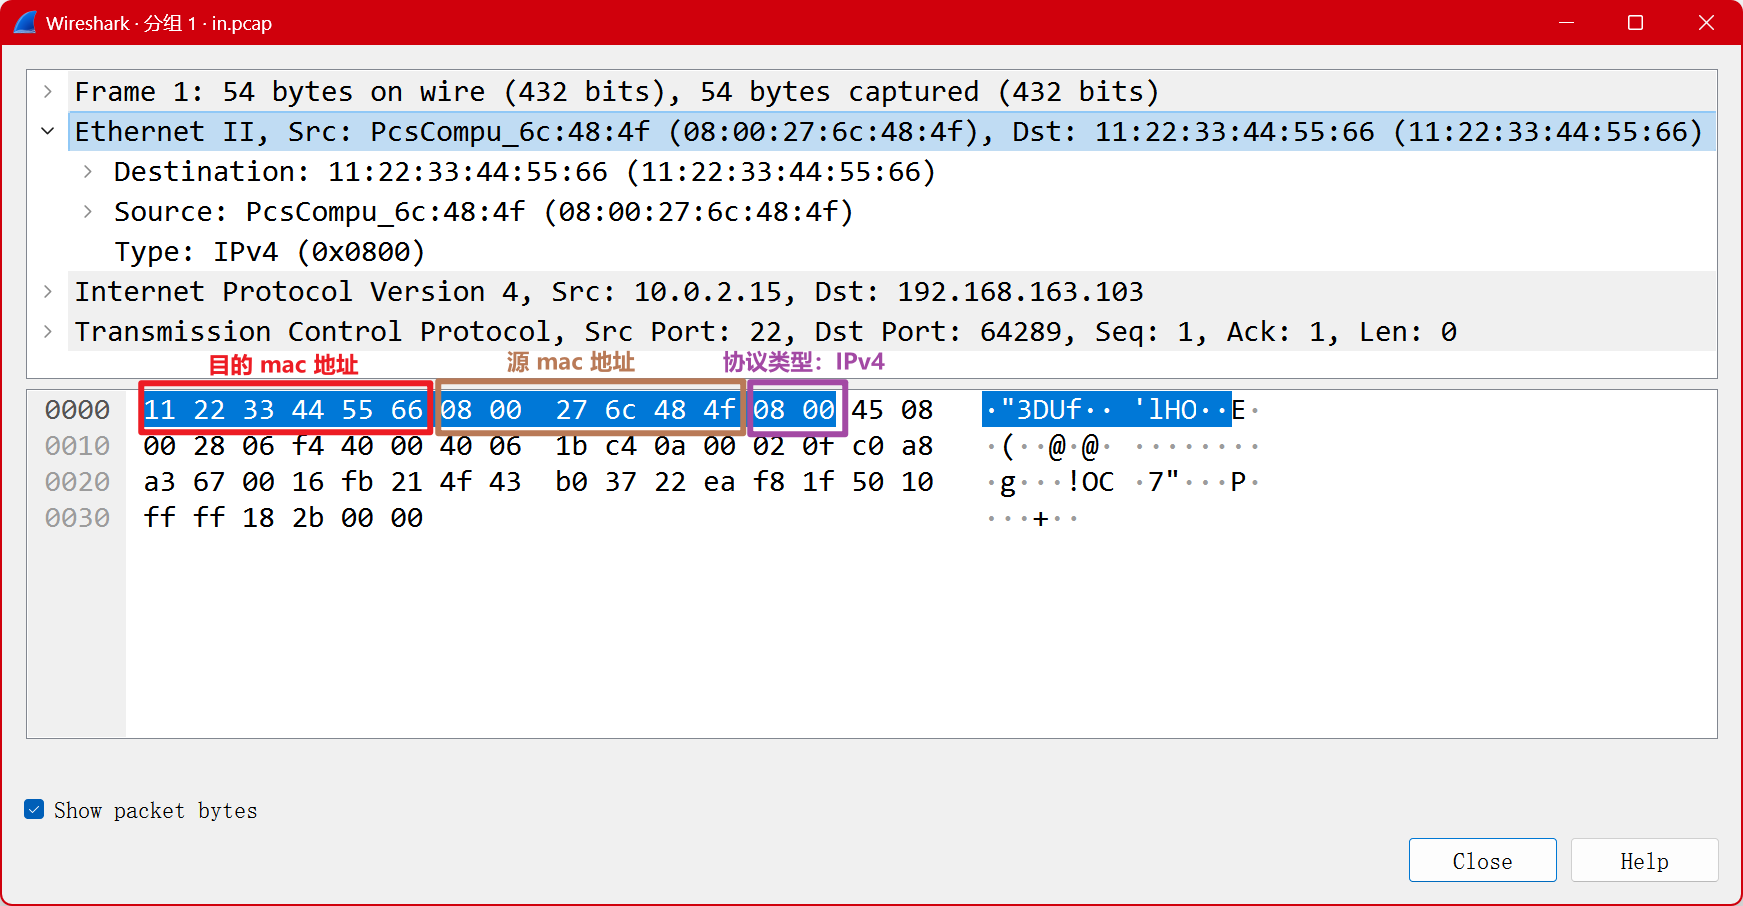 Wireshark · 分组 1 · in.pcap
Frame 1: 54 bytes on wire (432 bits), 54 bytes captured (432 bits)
Ethernet II, Src: PcsCompu_6c:48:4f (08:00:27:6c:48:4f), Dst: 11:22:33:44:55:66 (11:22:33:44:55:66)
Destination: 11:22:33:44:55:66 (11:22:33:44:55:66)
Source: PcsCompu_6c:48:4f (08:00:27:6c:48:4f)
Type: IPv4 (0x0800)
Internet Protocol Version 4, Src: 10.0.2.15, Dst: 192.168.163.103
Transmission Control Protocol, Src Port: 22, Dst Port: 64289, Seq: 1, Ack: 1, Len: 0
目的 mac 地址 源 mac 地址 协议类型：IPv4
0000 11 22 33 44 55 66 08 00 27 6c 48 4f 08 00 45 08 ·"3DUf·· 'lHO··E·
0010 00 28 06 f4 40 00 40 06 1b c4 0a 00 02 0f c0 a8 ·(··@·@· ········
0020 a3 67 00 16 fb 21 4f 43 b0 37 22 ea f8 1f 50 10 ·g···!OC ·7"···P·
0030 ff ff 18 2b 00 00 ···+··
Show packet bytes
Close Help